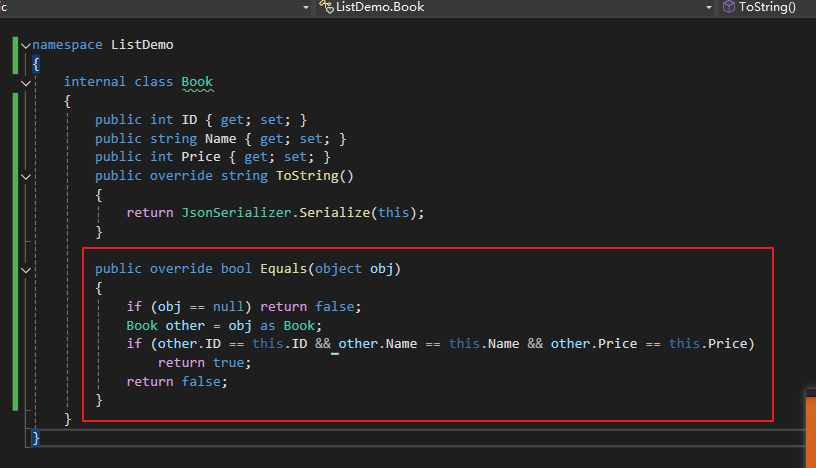 c
ListDemo.Book
ToString()
namespace ListDemo
{
internal class Book
{
public int ID { get; set; }
public string Name { get; set; }
public int Price { get; set; }
public override string ToString()
{
return JsonSerializer.Serialize(this);
}
public override bool Equals(object obj)
{
if (obj == null) return false;
Book other = obj as Book;
if (other.ID == this.ID && other.Name == this.Name && other.Price == this.Price)
return true;
return false;
}
}
}